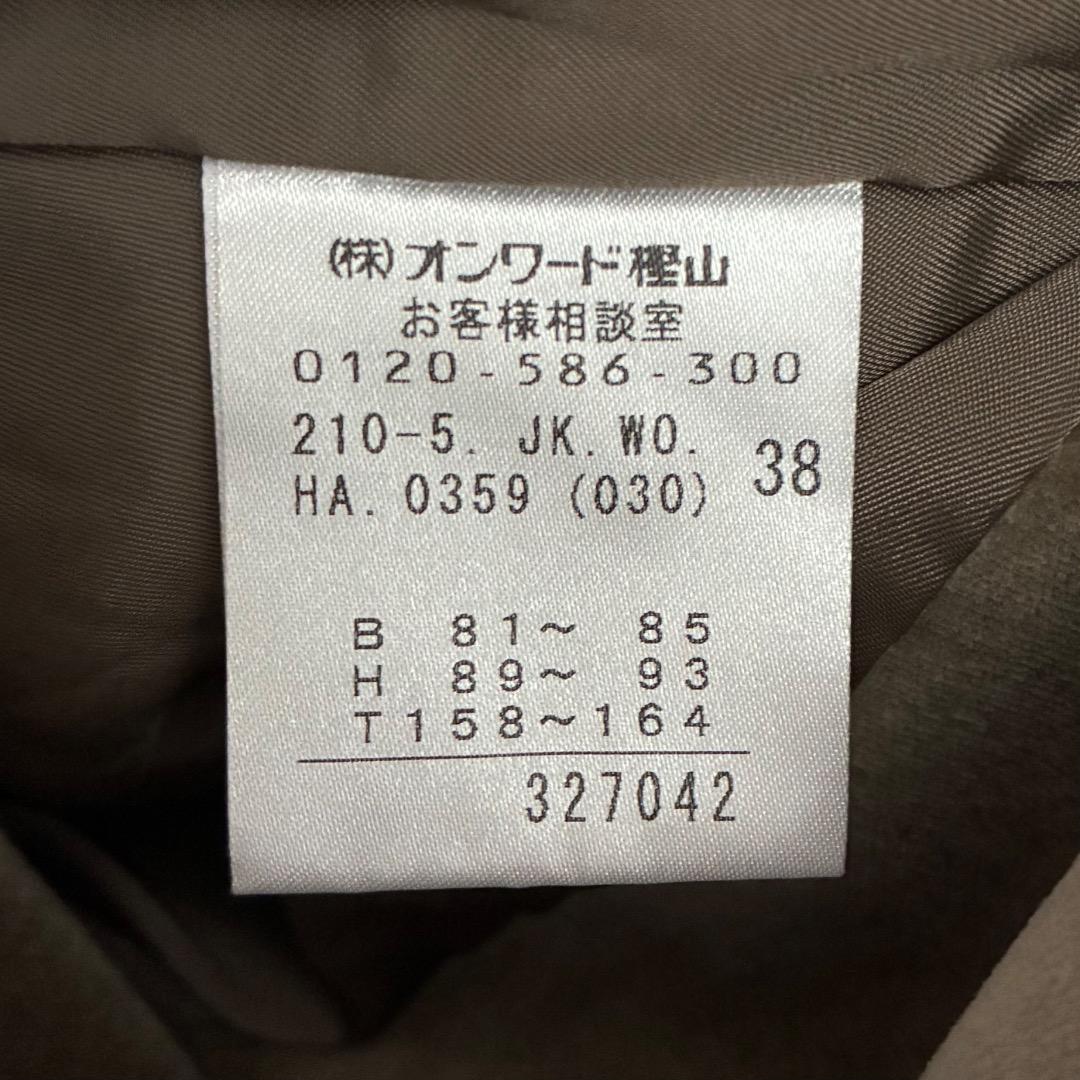 (株)オンワード樫山
お客様相談室
0120-586-300
210-5. JK.WO.
HA. 0359 (030) 38
B 81~ 85
H 89~ 93
T158~164
327042